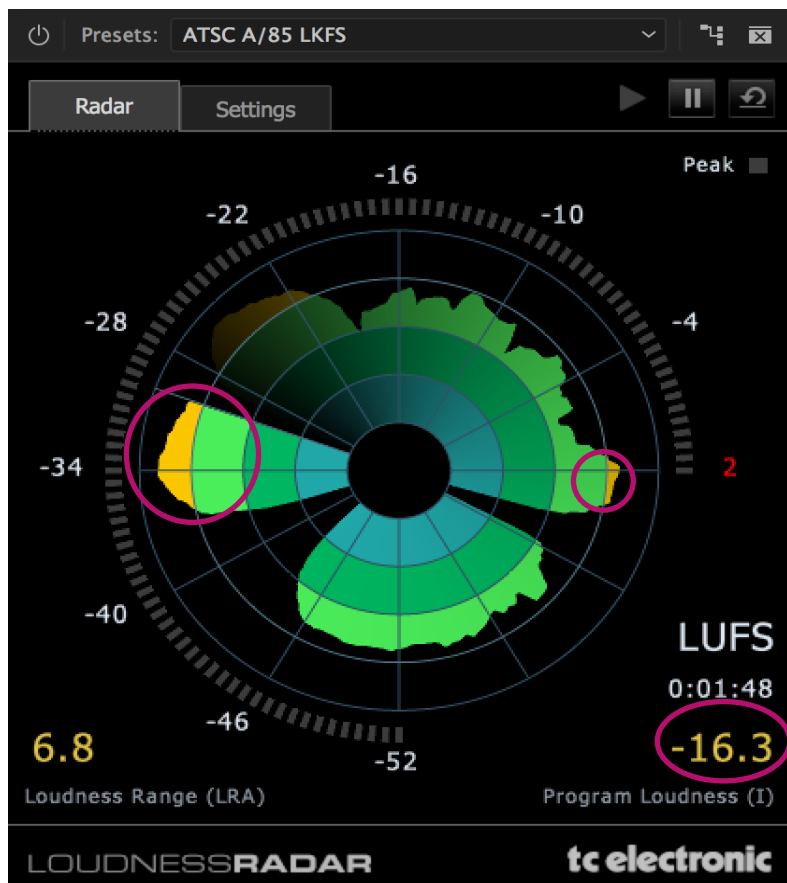 Presets: ATSC A/85 LKFS
Radar Settings
Peak
-16
-22 -10
-28 -4
-34 2
-40
LUFS
0:01:48
-46
6.8 -16.3
-52
Loudness Range (LRA) Program Loudness (I)
LOUDNESSRADAR tc electronic